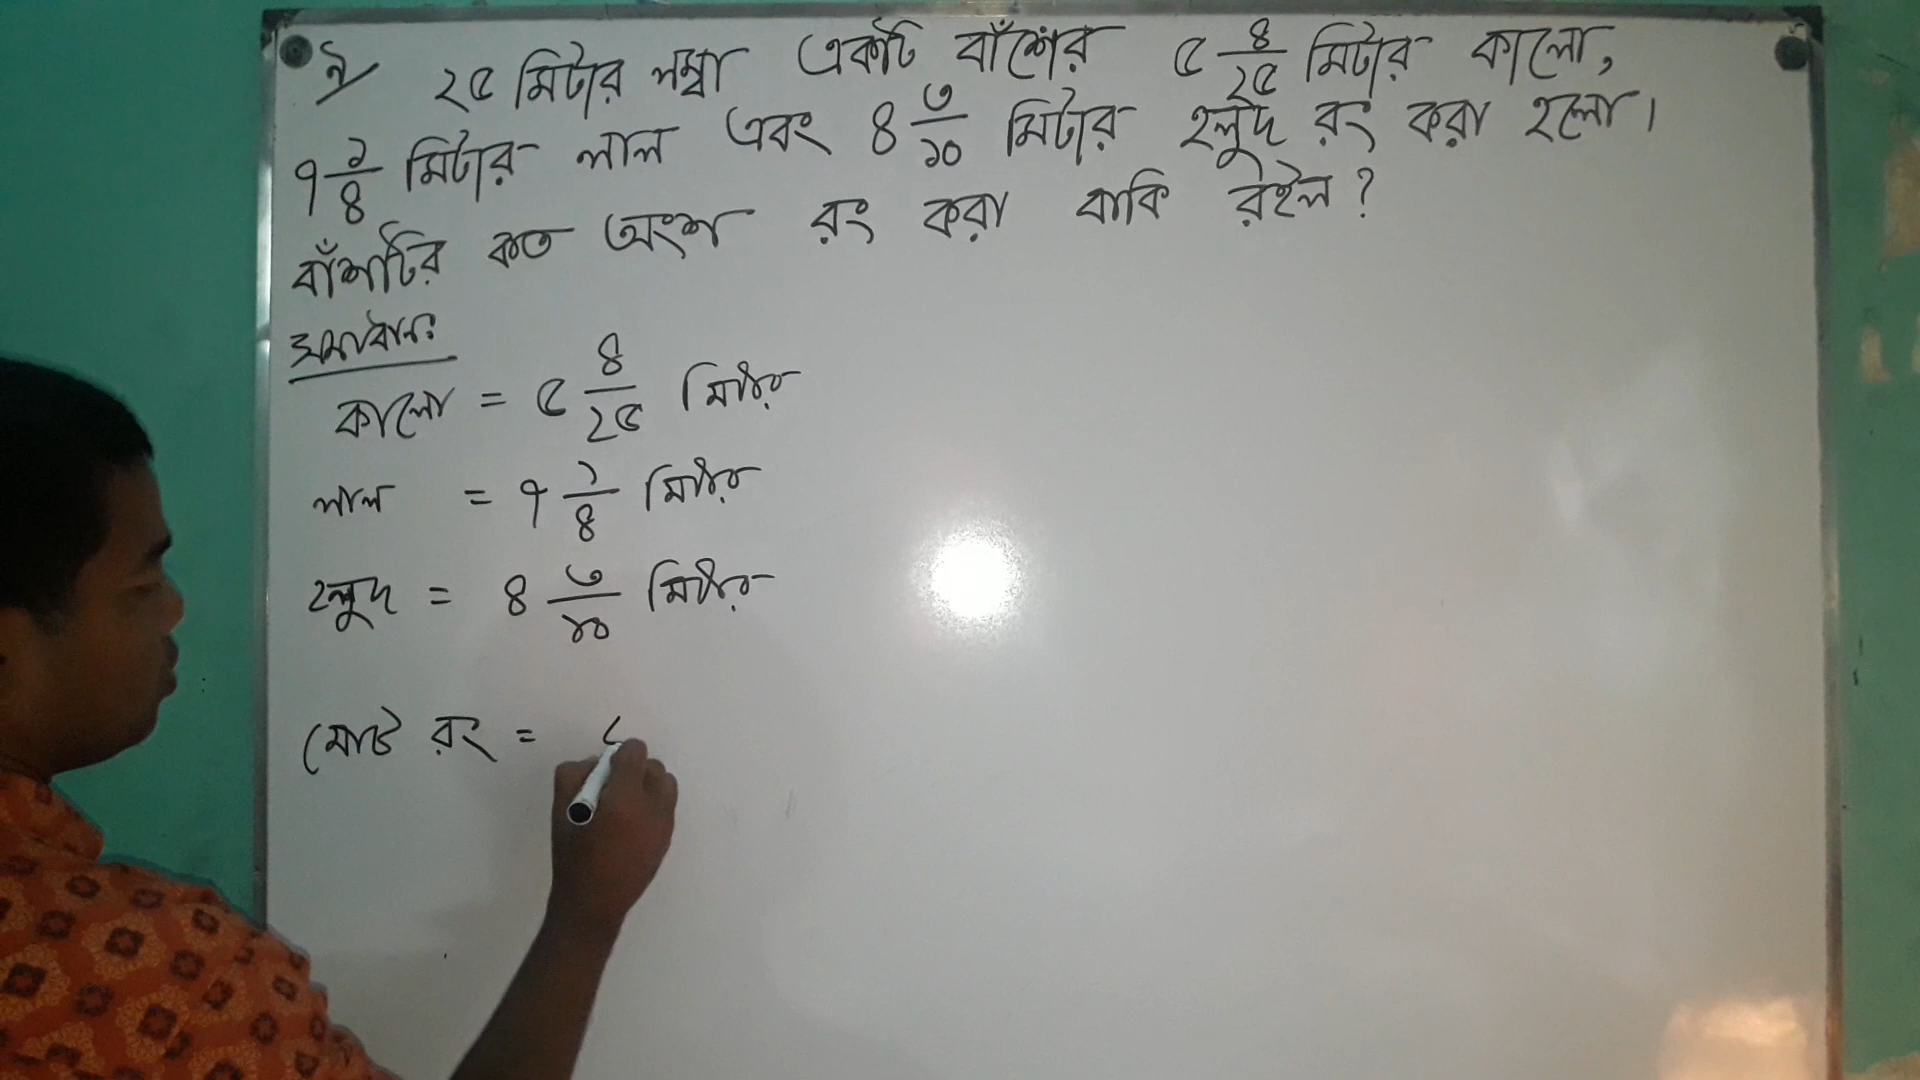 ২৫ মিটার লম্বা একটি বাঁশের ৫ ৪/২৫ মিটার কালো,
৭ ১/৪ মিটার লাল এবং ৪ ৩/১০ মিটার হলুদ রং করা হলো।
বাঁশটির কত অংশ রং করা বাকি রইল?
সমাধান:
কালো = ৫ ৪/২৫ মিটার
লাল = ৭ ১/৪ মিটার
হলুদ = ৪ ৩/১০ মিটার
মোট রং =